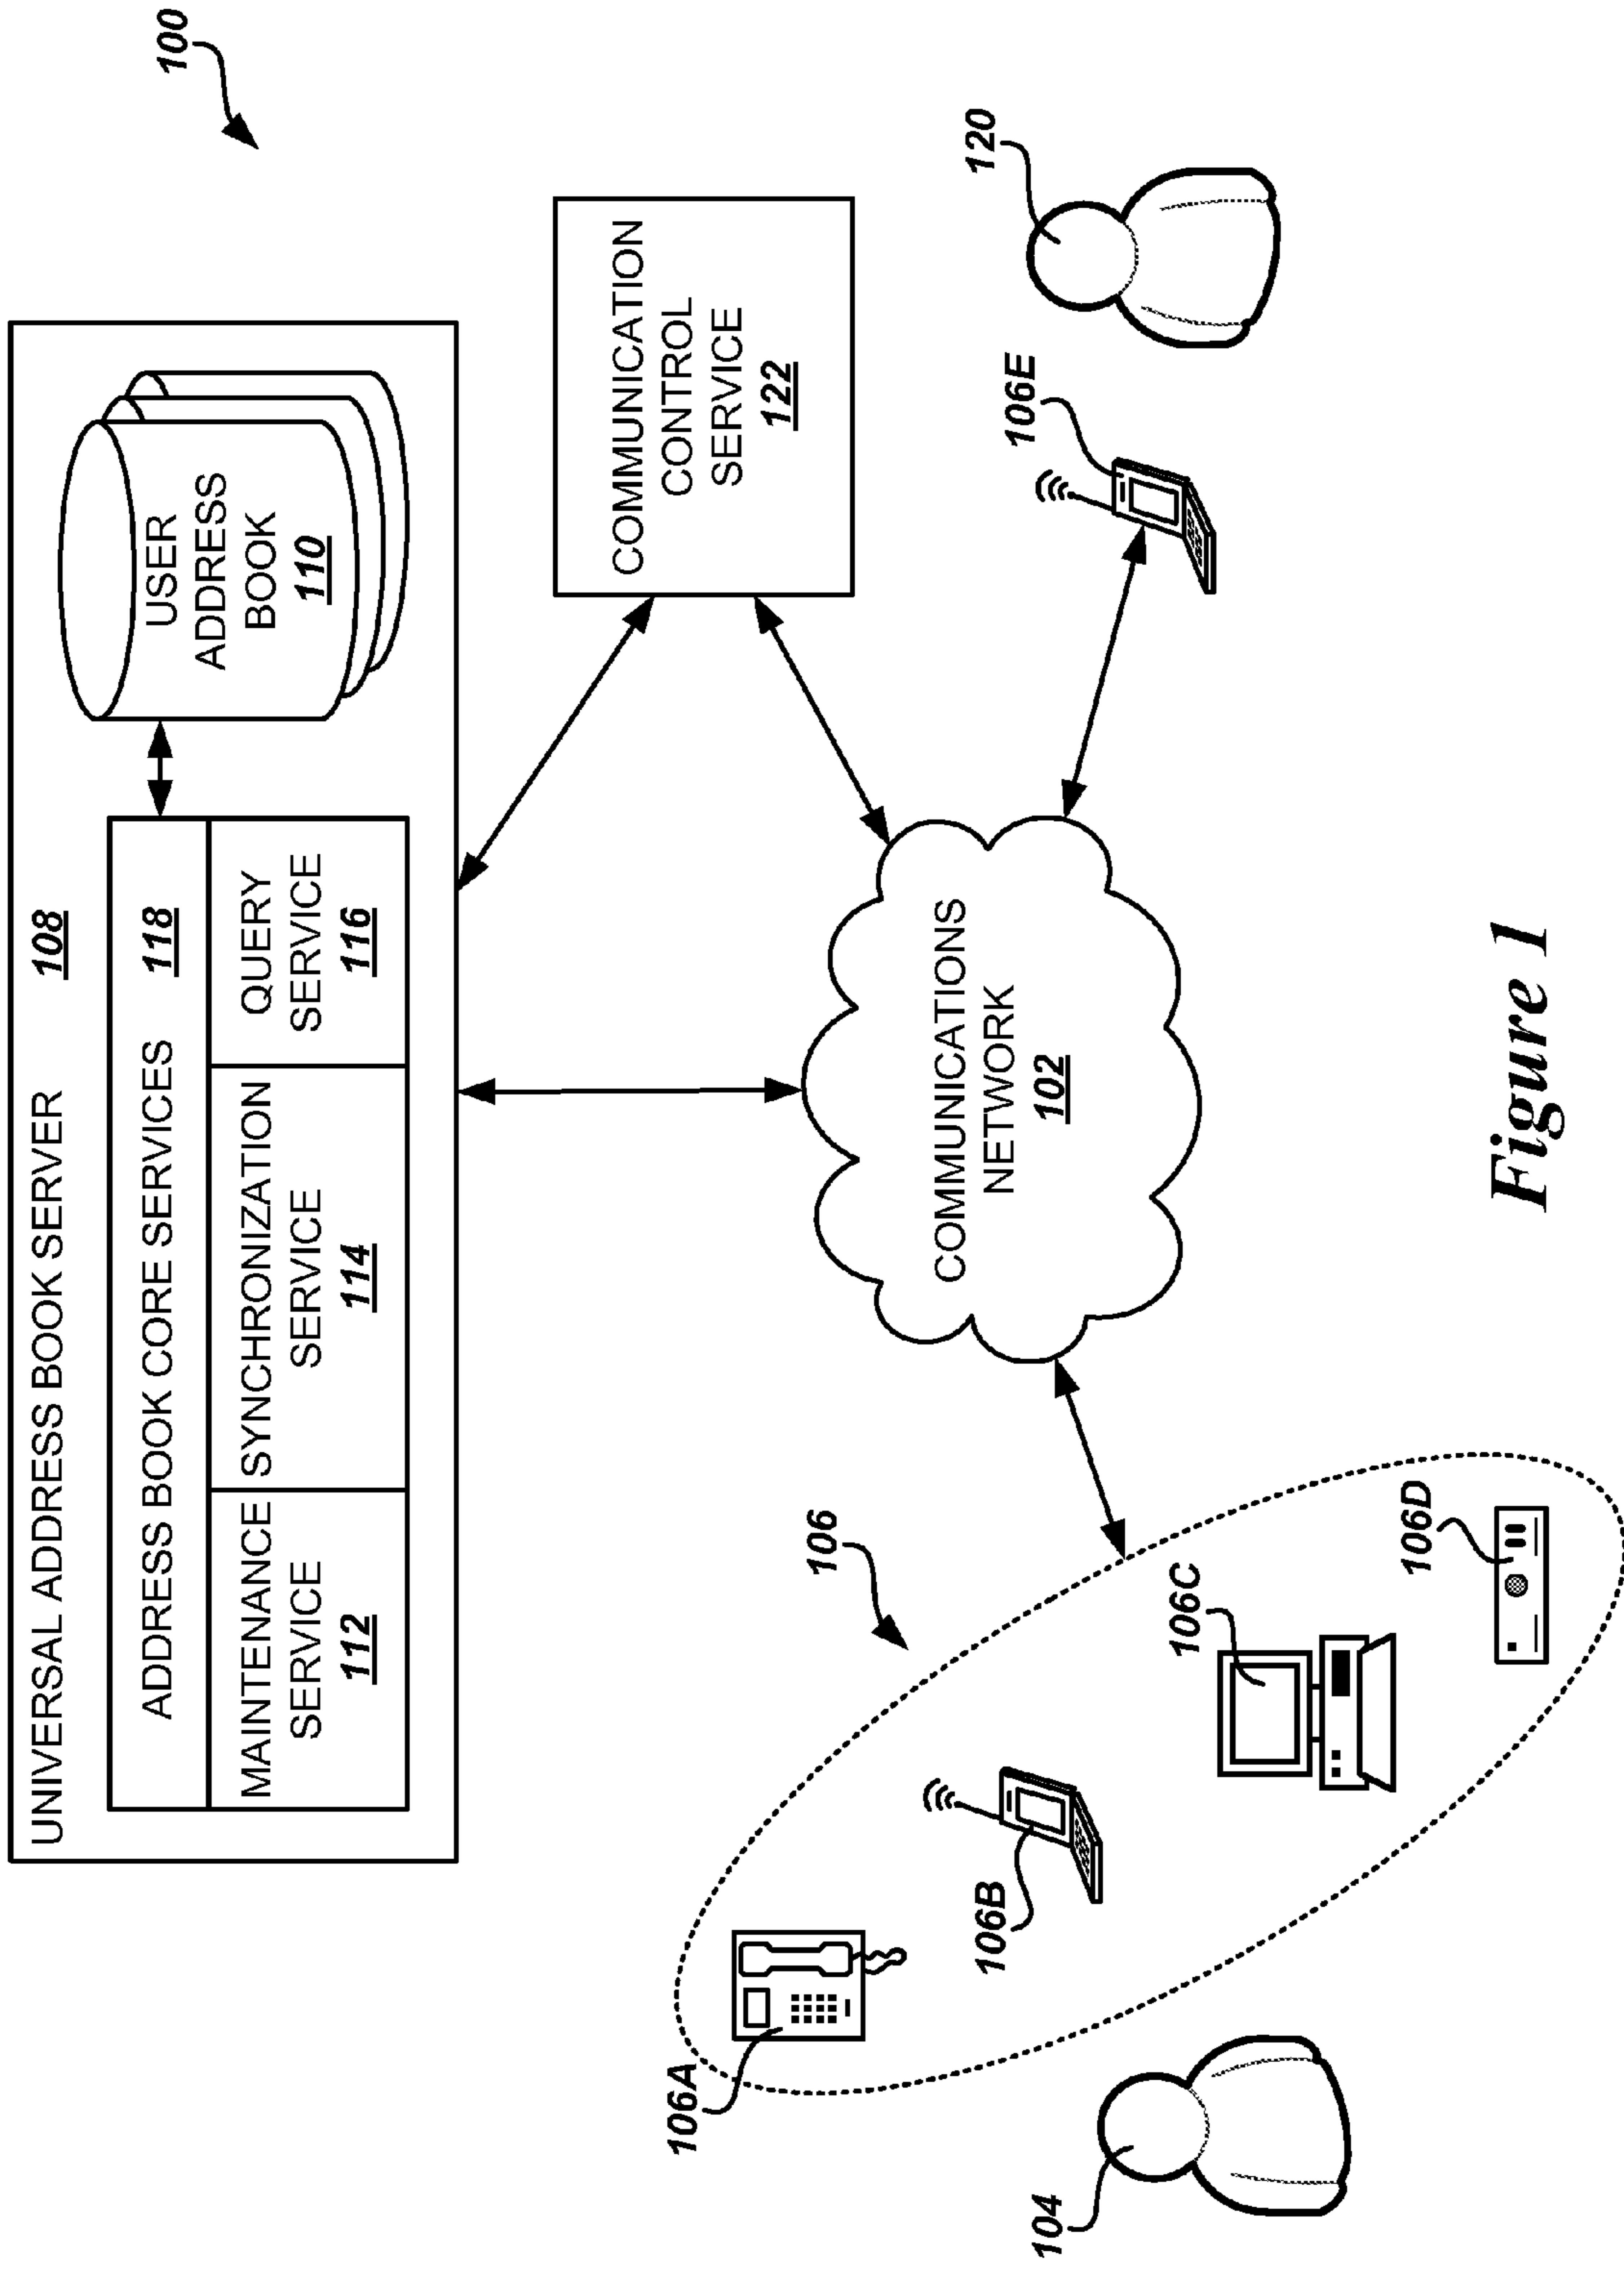 100
UNIVERSAL ADDRESS BOOK SERVER
108
ADDRESS BOOK CORE SERVICES
118
MAINTENANCE
SERVICE
112
SYNCHRONIZATION
SERVICE
114
QUERY
SERVICE
116
USER
ADDRESS
BOOK
110
COMMUNICATION
CONTROL
SERVICE
122
COMMUNICATIONS
NETWORK
102
106
106A
106B
106C
106D
104
106E
120
Figure 1